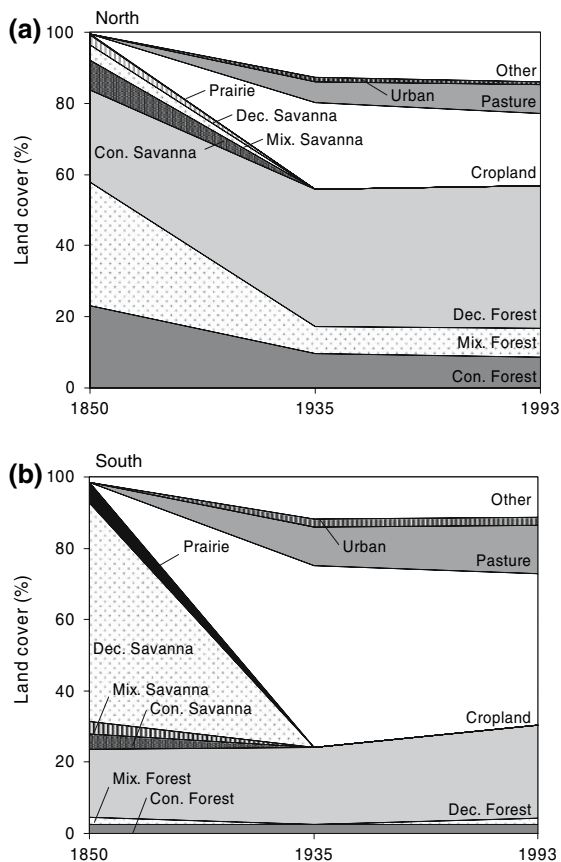 (a) North
100
80
60
40
20
0
Land cover (%)
Other
Urban
Pasture
Prairie
Dec. Savanna
Mix. Savanna
Con. Savanna
Cropland
Dec. Forest
Mix. Forest
Con. Forest
1850 1935 1993
(b) South
100
80
60
40
20
0
Land cover (%)
Other
Urban
Pasture
Prairie
Dec. Savanna
Mix. Savanna
Con. Savanna
Cropland
Mix. Forest
Con. Forest
Dec. Forest
1850 1935 1993